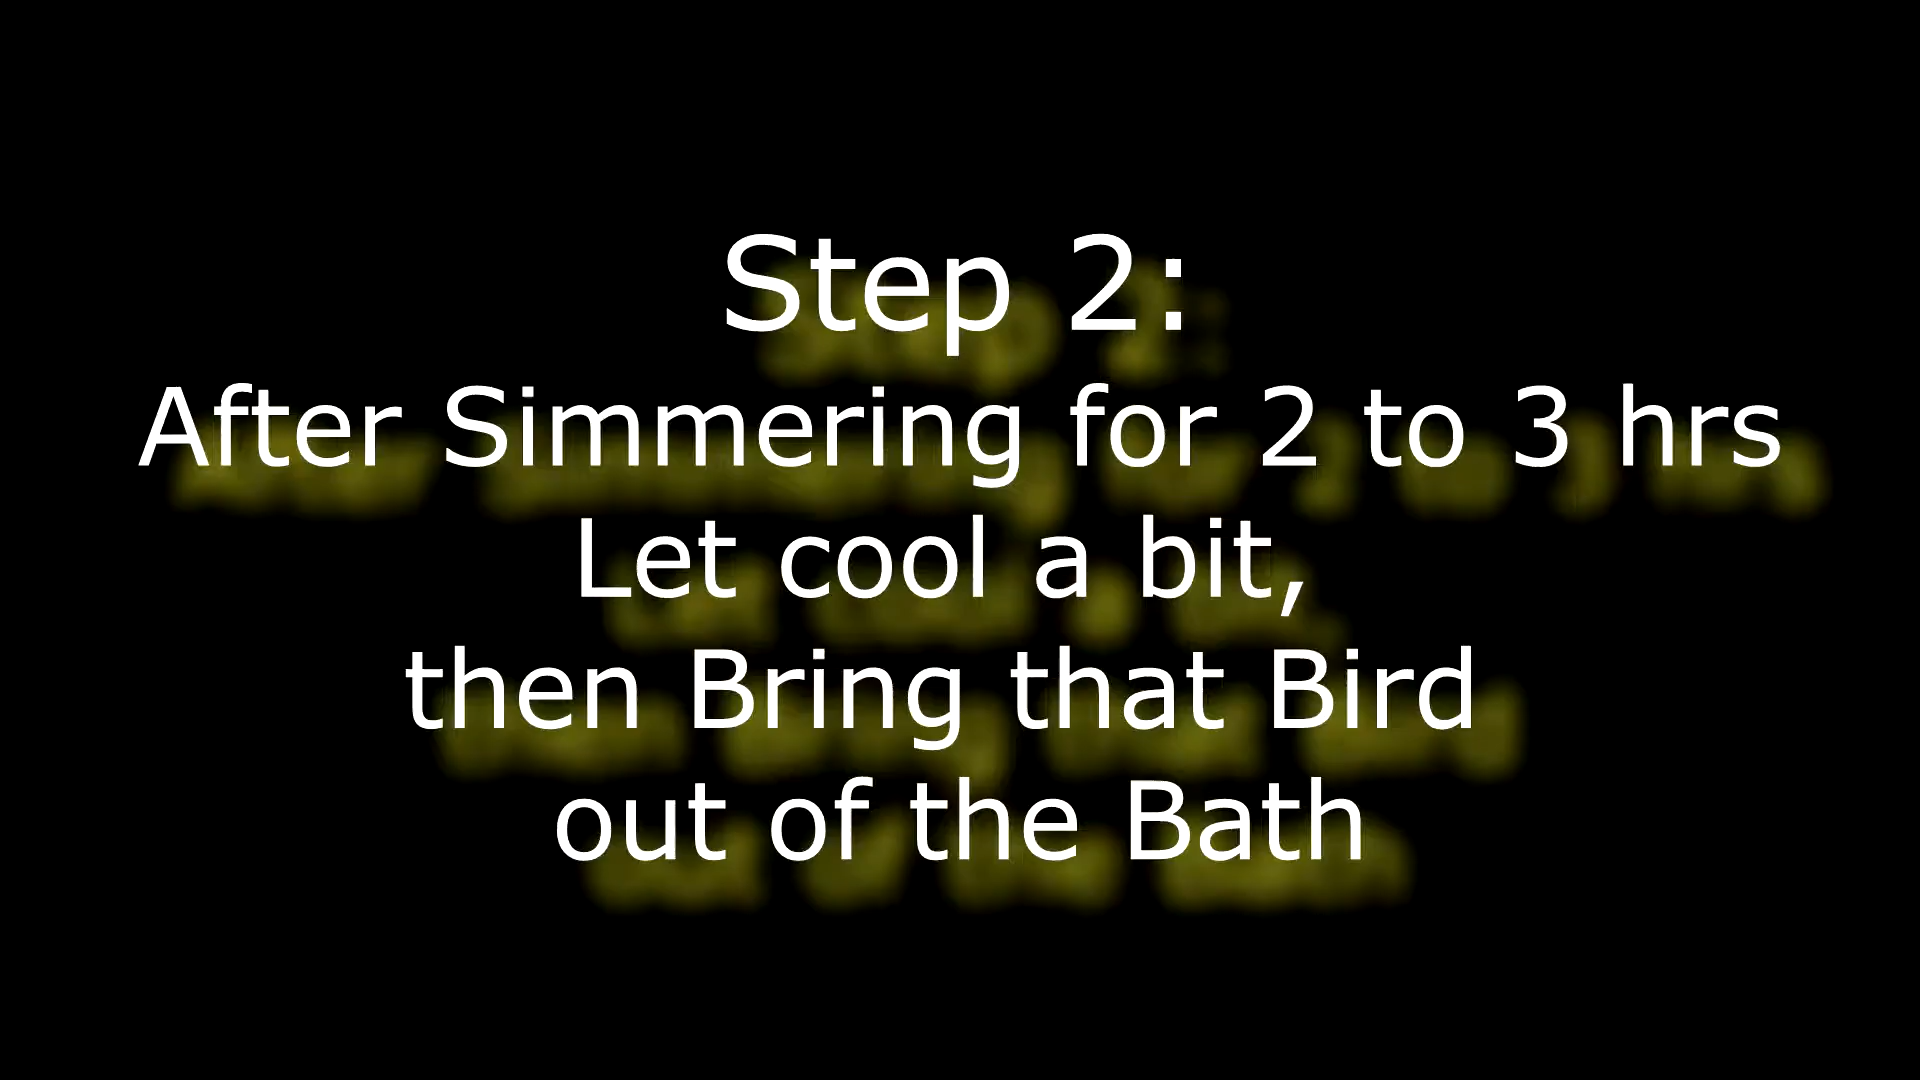 Step 2:
After Simmering for 2 to 3 hrs
Let cool a bit,
then Bring that Bird
out of the Bath